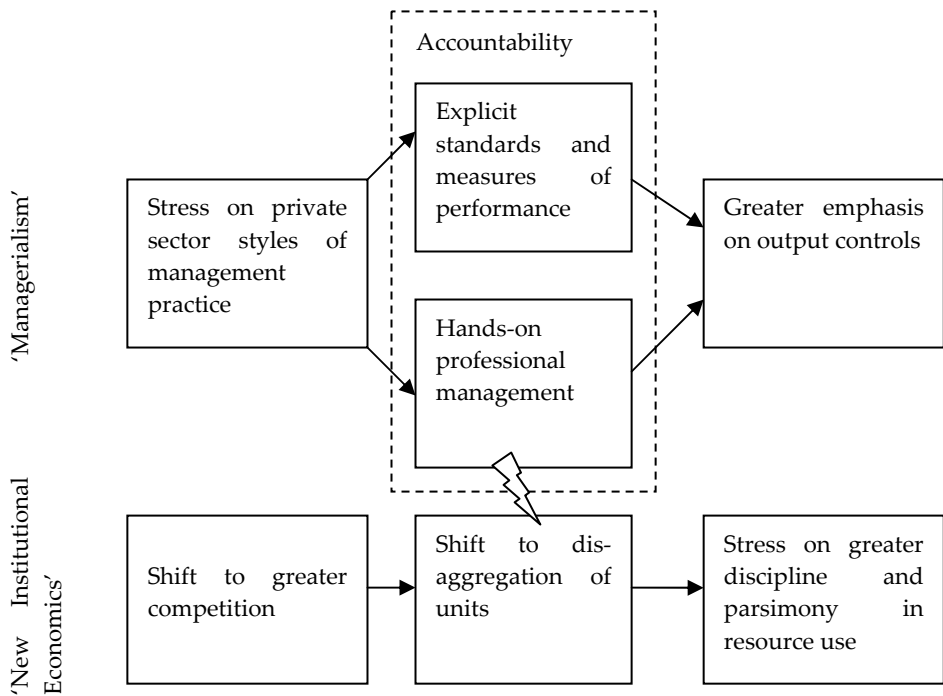 Accountability
'Managerialism'
Stress on private
sector styles of
management
practice
Explicit
standards and
measures of
performance
Hands-on
professional
management
Greater emphasis
on output controls
'New Institutional
Economics'
Shift to greater
competition
Shift to dis-
aggregation of
units
Stress on greater
discipline and
parsimony in
resource use